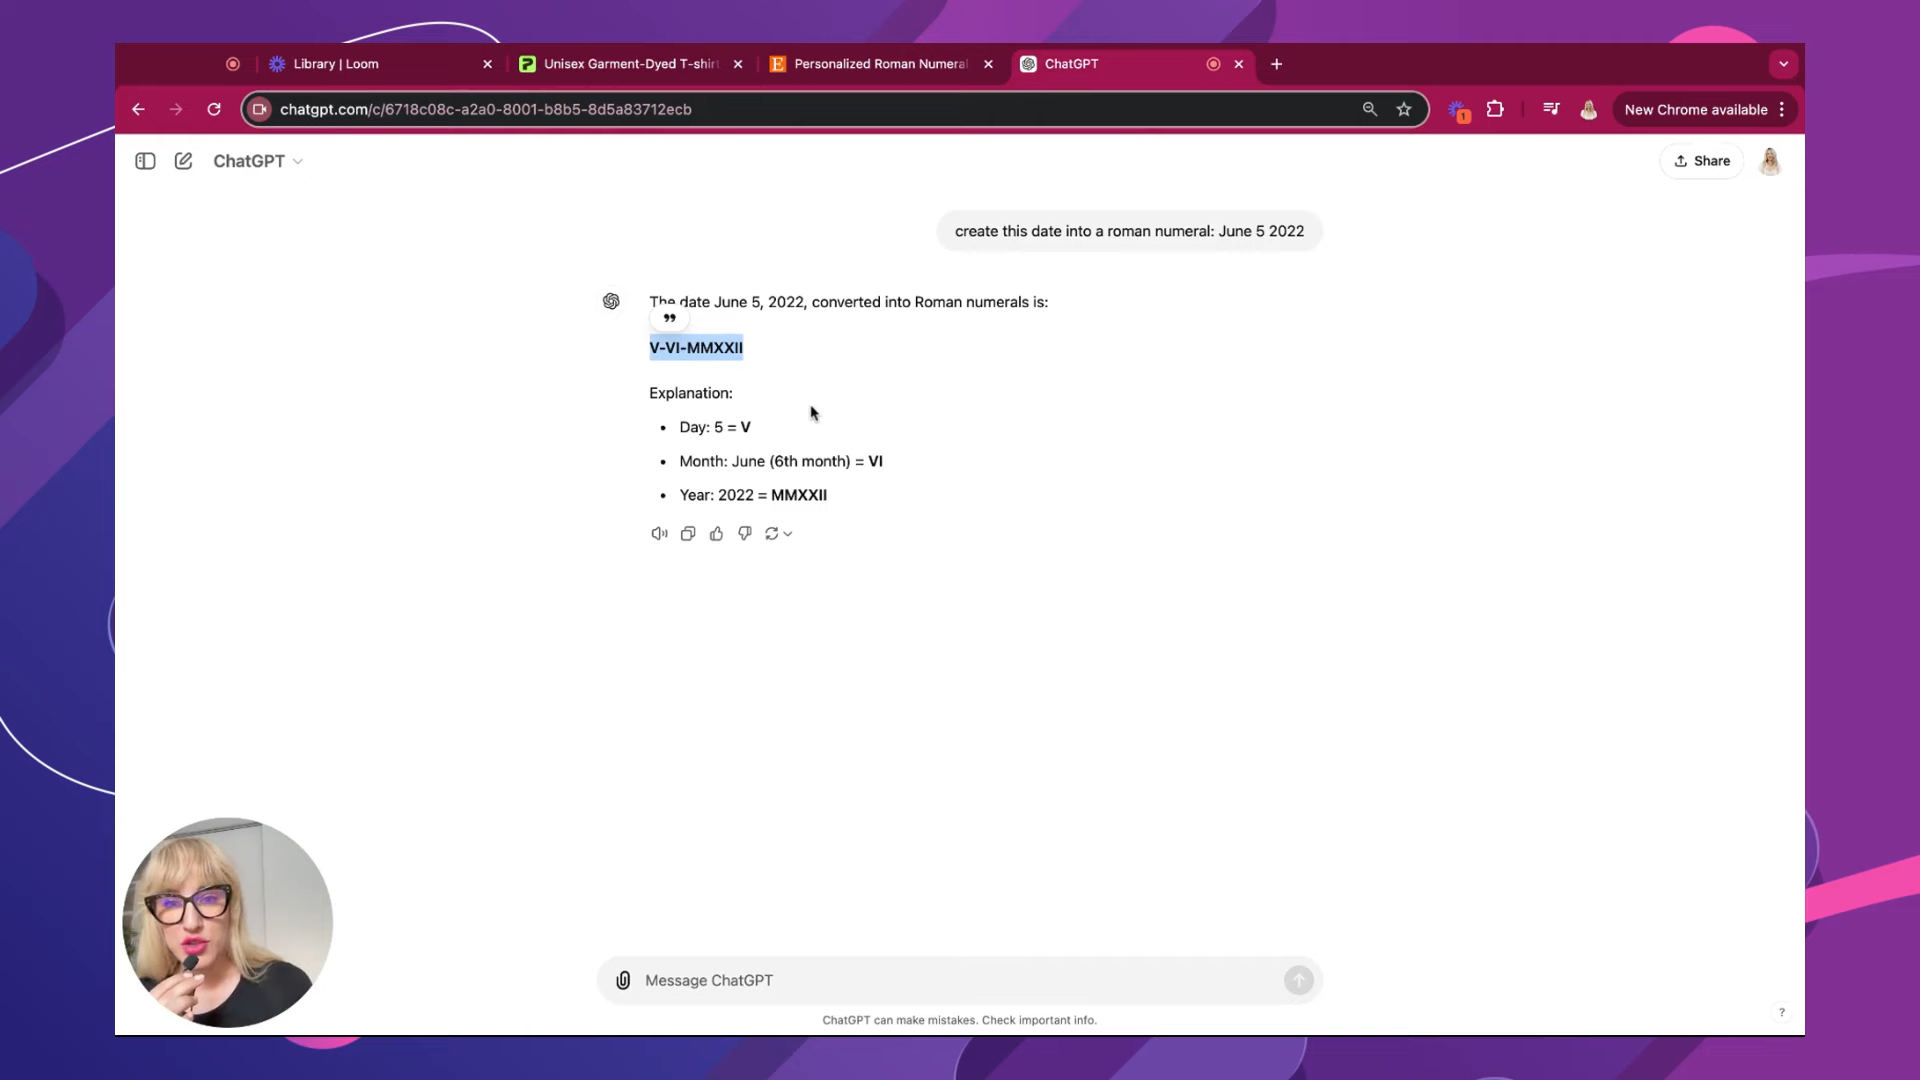 Library | Loom
Unisex Garment-Dyed T-shirt
Personalized Roman Numeral
ChatGPT
chatgpt.com/c/6718c08c-a2a0-8001-b8b5-8d5a83712ecb
1
New Chrome available
ChatGPT
Share
create this date into a roman numeral: June 5 2022
The date June 5, 2022, converted into Roman numerals is:
V-VI-MMXXII
Explanation:
• Day: 5 = V
• Month: June (6th month) = VI
• Year: 2022 = MMXXII
Message ChatGPT
ChatGPT can make mistakes. Check important info.
?